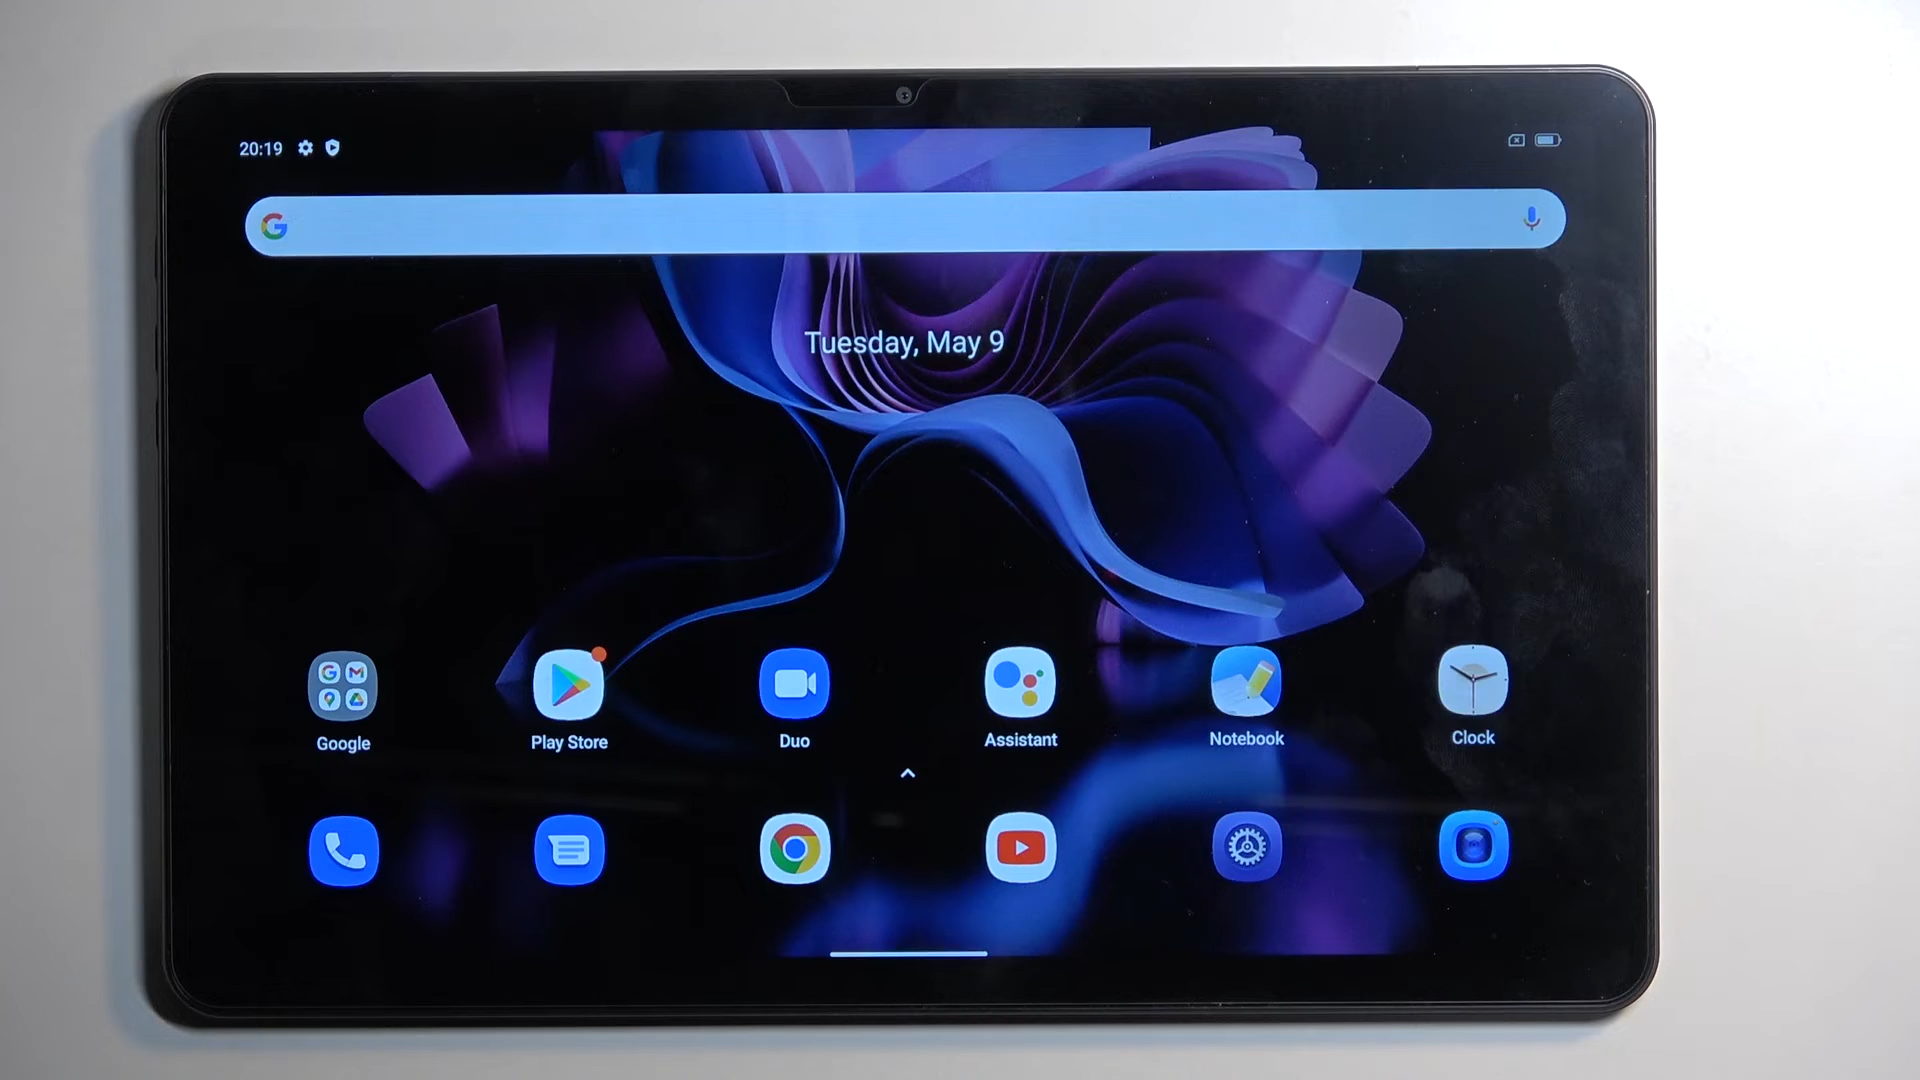 20:19
Tuesday, May 9
Google
Play Store
Duo
Assistant
Notebook
Clock